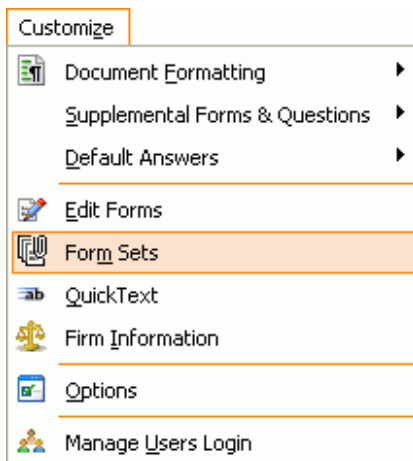 Customize
Document Formatting
Supplemental Forms & Questions
Default Answers
Edit Forms
Form Sets
QuickText
Firm Information
Options
Manage Users Login